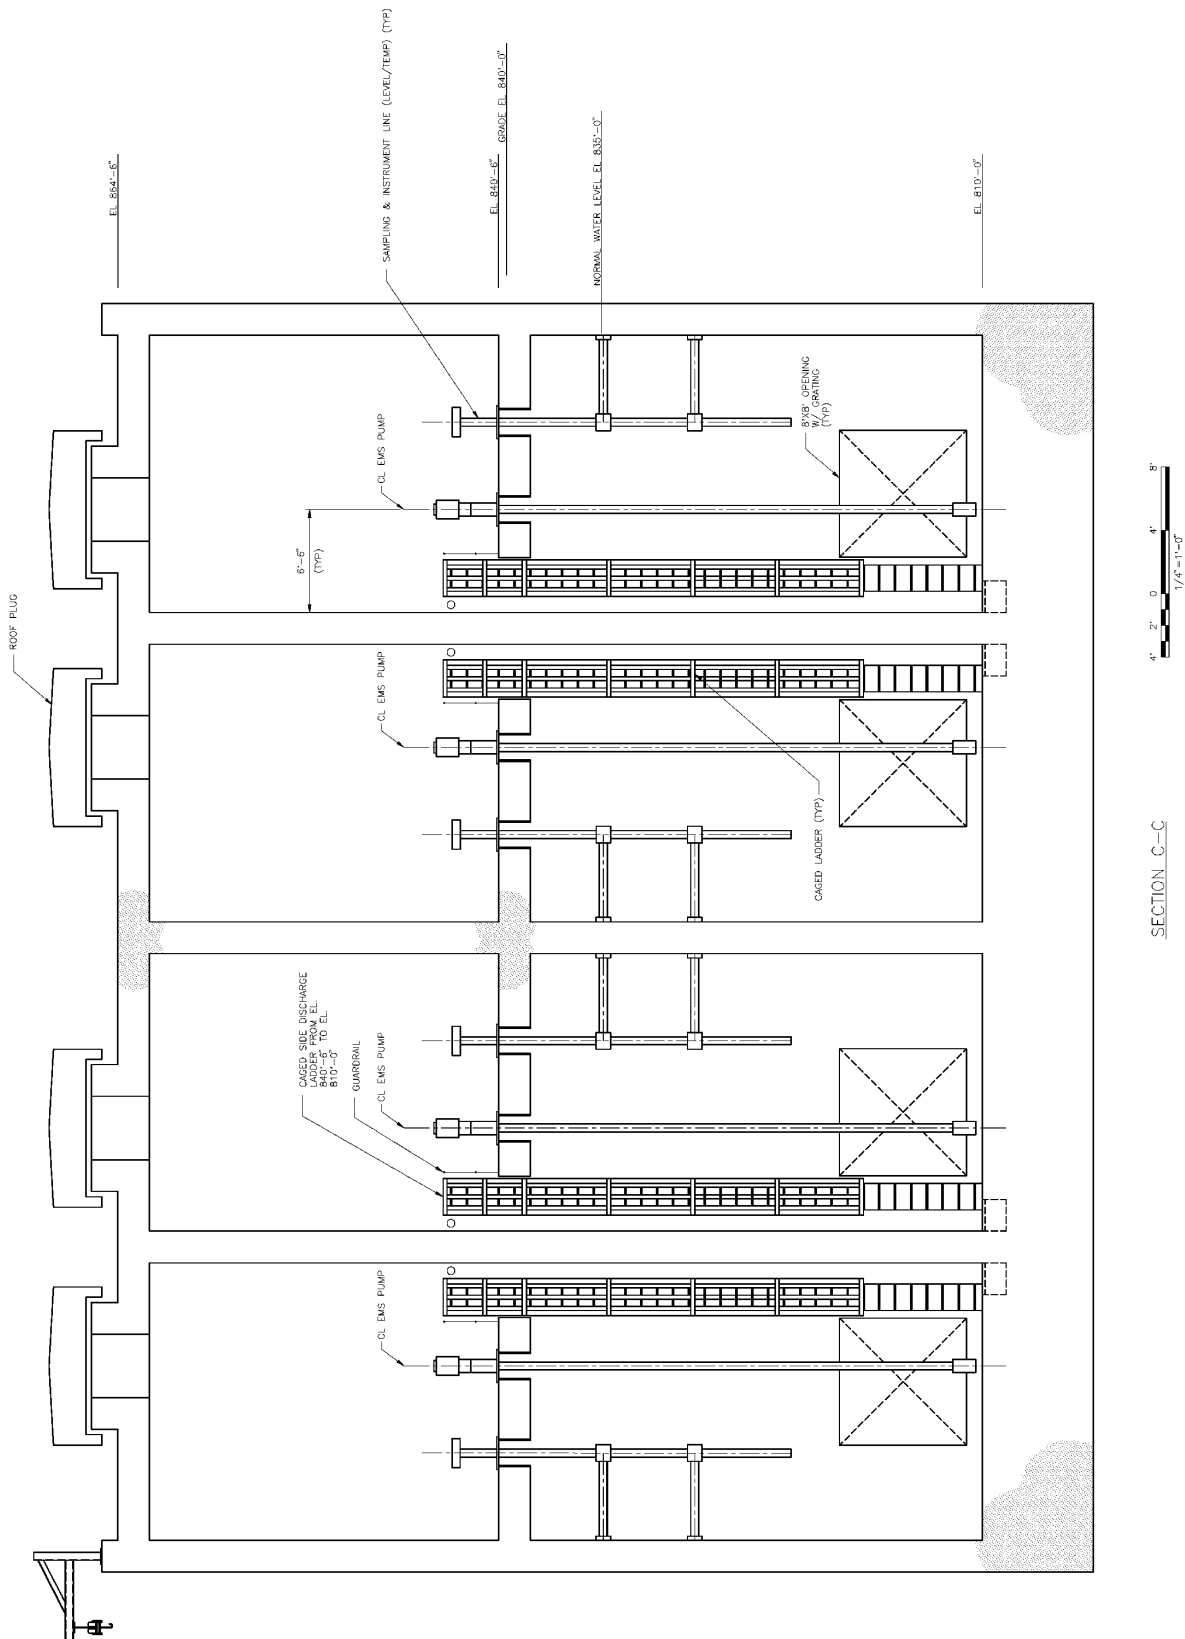 ROOF PLUG
EL 864'-6"
EL 840'-6"
GRADE EL 840'-0"
SAMPLING & INSTRUMENT LINE (LEVEL/TEMP) (TYP)
NORMAL WATER LEVEL EL 835'-0"
EL 810'-0"
CL EMS PUMP
6'-6"
(TYP)
8'X8' OPENING
W/ GRATING
(TYP)
CL EMS PUMP
CAGED LADDER (TYP)
CAGED SIDE DISCHARGE
LADDER FROM EL.
840'-6" TO EL.
810'-0"
GUARDRAIL
CL EMS PUMP
CL EMS PUMP
SECTION C-C
4' 2' 0 4' 8'
1/4"=1'-0"